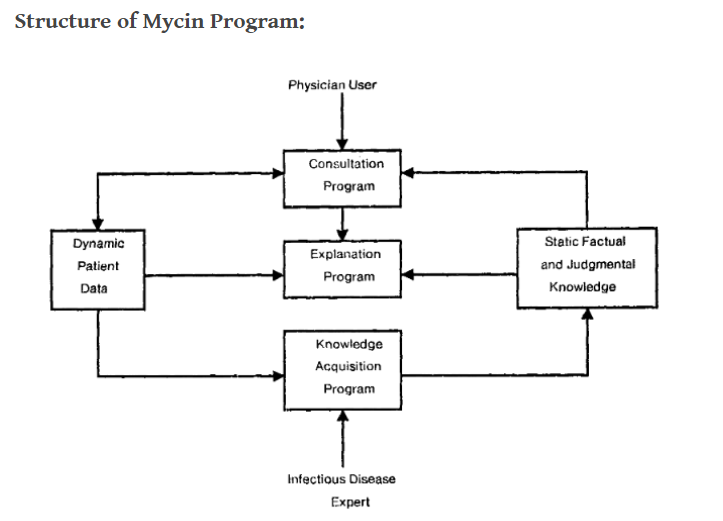 Structure of Mycin Program:
Physician User
Consultation
Program
Dynamic
Patient
Data
Explanation
Program
Static Factual
and Judgmental
Knowledge
Knowledge
Acquisition
Program
Infectious Disease
Expert